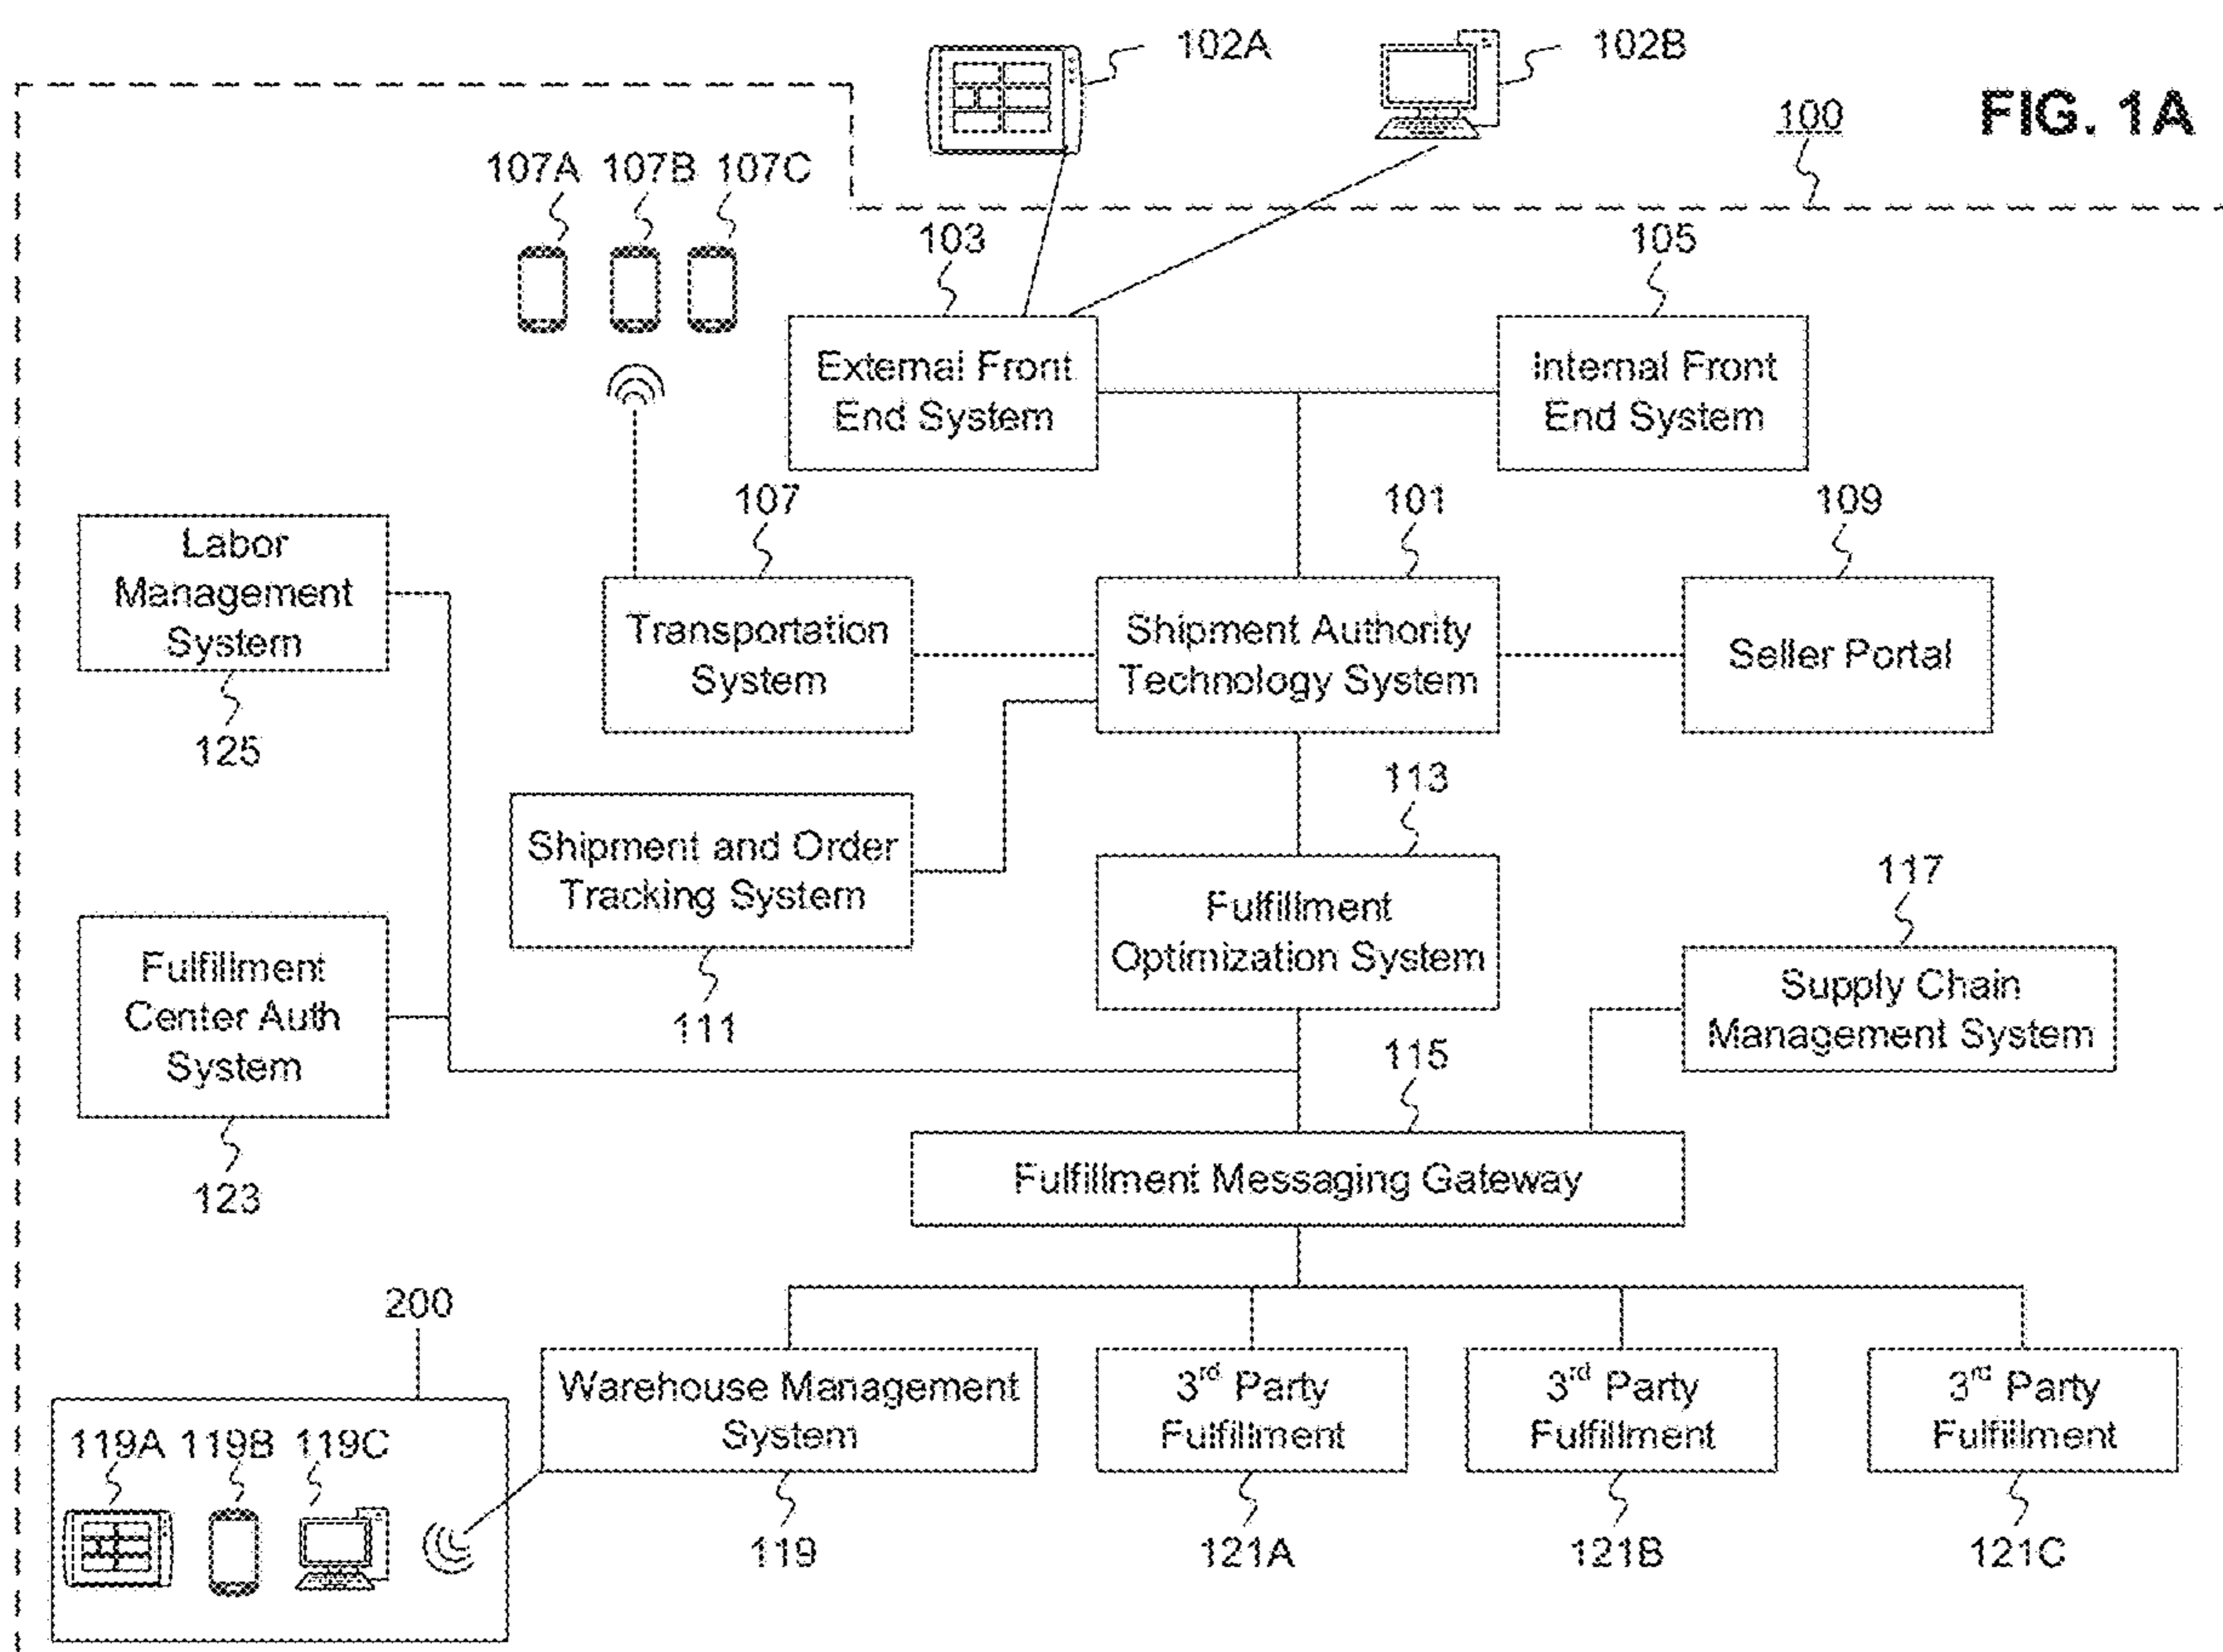 102A
102B
FIG. 1A
100
107A 107B 107C
103
105
External Front
End System
Internal Front
End System
107
101
109
Labor
Management
System
Transportation
System
Shipment Authority
Technology System
Seller Portal
125
113
Shipment and Order
Tracking System
117
Fulfillment
Optimization System
Fulfillment
Center Auth
System
Supply Chain
Management System
111
115
Fulfillment Messaging Gateway
123
200
Warehouse Management
System
3rd Party
Fulfillment
3rd Party
Fulfillment
3rd Party
Fulfillment
119A 119B 119C
119
121A
121B
121C